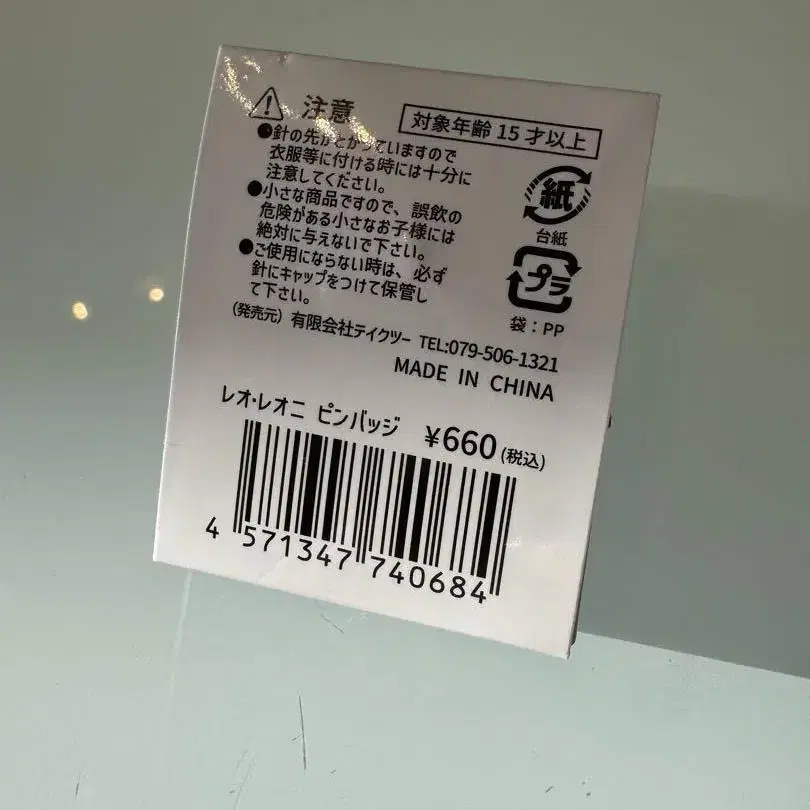 注意
対象年齢 15 才以上
●針の先がとがっていますので
衣服等に付ける時には十分に
注意してください。
●小さな商品ですので、誤飲の
危険がある小さなお子様には
絶対に与えないで下さい。
●ご使用にならない時は、必ず
針にキャップをつけて保管し
て下さい。
紙
台紙
プラ
袋：PP
(発売元) 有限会社テイクツー TEL:079-506-1321
MADE IN CHINA
レオ・レオニ ピンバッジ ¥660(税込)
4 571347 740684